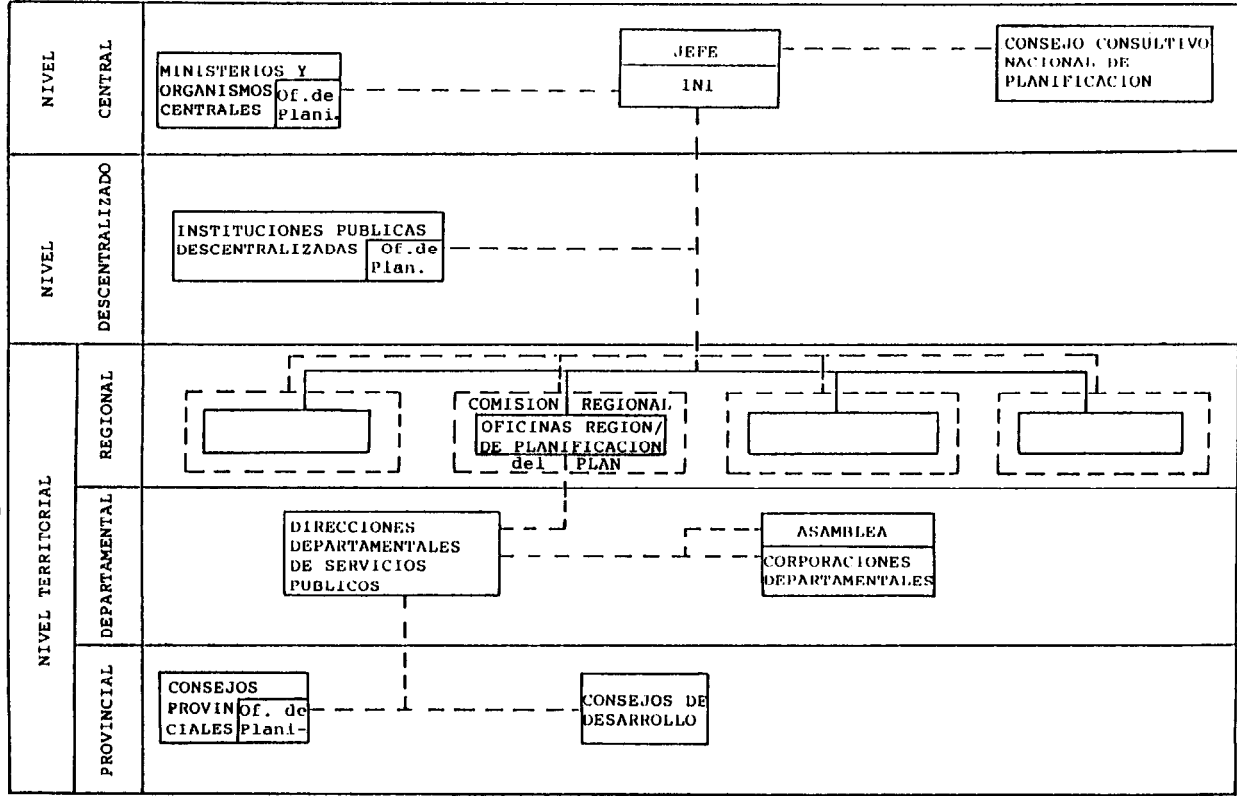 NIVEL
CENTRAL
MINISTERIOS Y
ORGANISMOS
CENTRALES
Of.de
Plani.
JEFE
INI
CONSEJO CONSULTIVO
NACIONAL DE
PLANIFICACION
NIVEL
DESCENTRALIZADO
INSTITUCIONES PUBLICAS
DESCENTRALIZADAS
Of.de
Plan.
NIVEL TERRITORIAL
REGIONAL
COMISION REGIONAL
OFICINAS REGION/
DE PLANIFICACION
del PLAN
DEPARTAMENTAL
DIRECCIONES
DEPARTAMENTALES
DE SERVICIOS
PUBLICOS
ASAMBLEA
CORPORACIONES
DEPARTAMENTALES
PROVINCIAL
CONSEJOS
PROVIN
CIALES
Of. de
Plani-
CONSEJOS DE
DESARROLLO